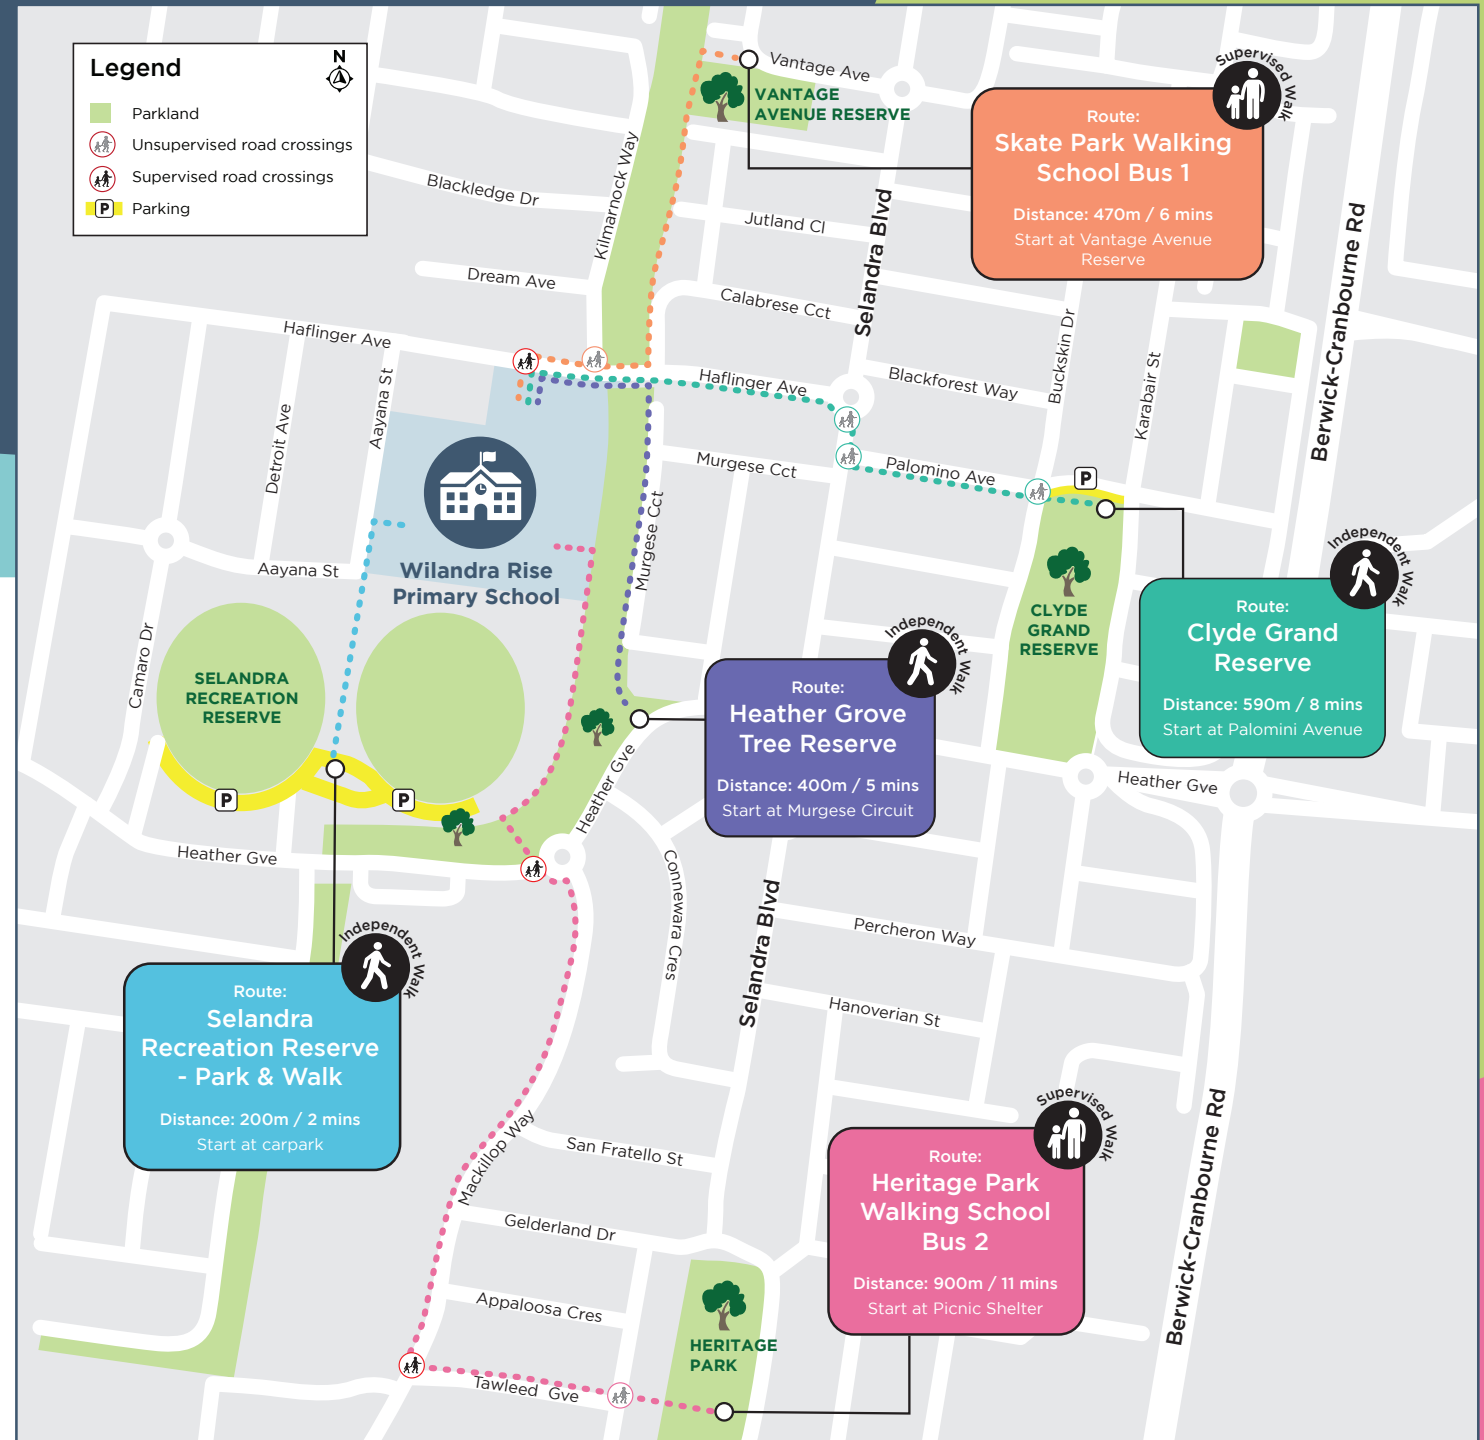 Legend
N
Parkland
Unsupervised road crossings
Supervised road crossings
P Parking
Vantage Ave
VANTAGE
AVENUE RESERVE
Supervised Walk
Route:
Skate Park Walking
School Bus 1
Distance: 470m / 6 mins
Start at Vantage Avenue
Reserve
Kilmarnock Way
Blackledge Dr
Jutland Cl
Selandra Blvd
Berwick-Cranbourne Rd
Dream Ave
Calabrese Cct
Haflinger Ave
Buckskin Dr
Karabair St
Aayana St
Haflinger Ave
Blackforest Way
Detroit Ave
Murgese Cct
Palomino Ave
P
Murgese Cct
Aayana St
Wilandra Rise
Primary School
Independent Walk
Route:
Clyde Grand
Reserve
Distance: 590m / 8 mins
Start at Palomini Avenue
CLYDE
GRAND
RESERVE
Camaro Dr
SELANDRA
RECREATION
RESERVE
Independent Walk
Route:
Heather Grove
Tree Reserve
Distance: 400m / 5 mins
Start at Murgese Circuit
Heather Gve
Heather Gve
P
P
Heather Gve
Connewara Cres
Selandra Blvd
Percheron Way
Hanoverian St
Independent Walk
Route:
Selandra
Recreation Reserve
- Park & Walk
Distance: 200m / 2 mins
Start at carpark
Mackillop Way
San Fratello St
Supervised Walk
Route:
Heritage Park
Walking School
Bus 2
Distance: 900m / 11 mins
Start at Picnic Shelter
Berwick-Cranbourne Rd
Gelderland Dr
Appaloosa Cres
HERITAGE
PARK
Tawleed Gve